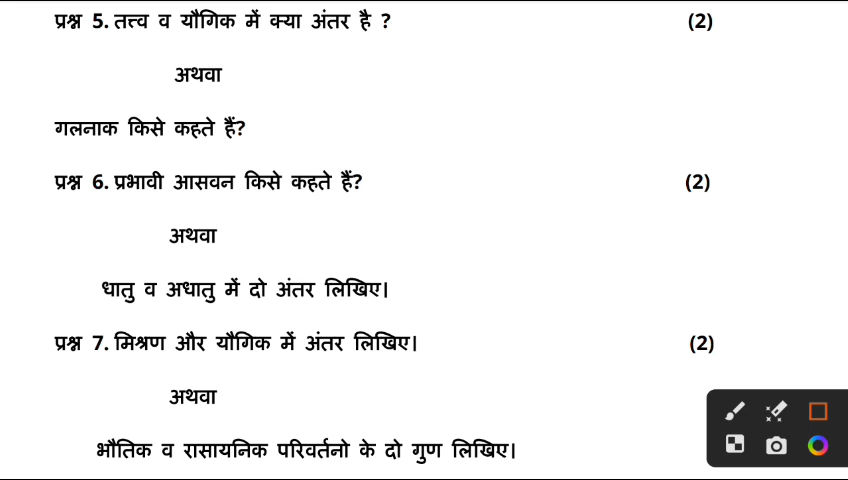 प्रश्न 5. तत्त्व व यौगिक में क्या अंतर है ? (2)
अथवा
गलनाक किसे कहते हैं?
प्रश्न 6. प्रभावी आसवन किसे कहते हैं? (2)
अथवा
धातु व अधातु में दो अंतर लिखिए।
प्रश्न 7. मिश्रण और यौगिक में अंतर लिखिए। (2)
अथवा
भौतिक व रासायनिक परिवर्तनो के दो गुण लिखिए।